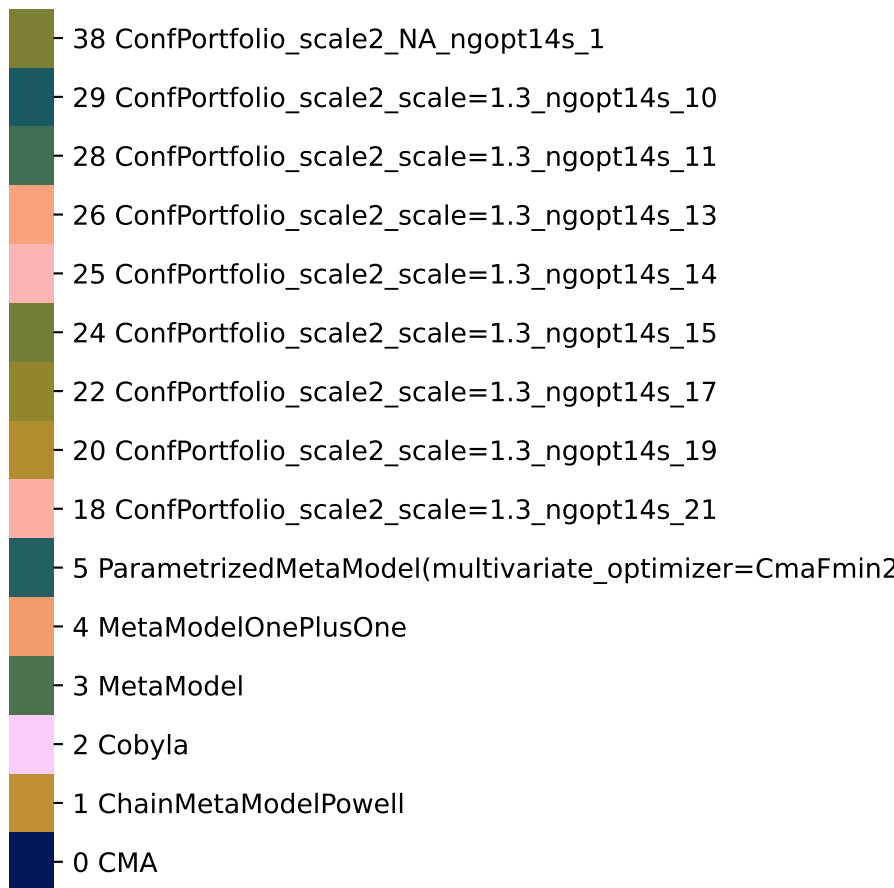 38 ConfPortfolio_scale2_NA_ngopt14s_1
29 ConfPortfolio_scale2_scale=1.3_ngopt14s_10
28 ConfPortfolio_scale2_scale=1.3_ngopt14s_11
26 ConfPortfolio_scale2_scale=1.3_ngopt14s_13
25 ConfPortfolio_scale2_scale=1.3_ngopt14s_14
24 ConfPortfolio_scale2_scale=1.3_ngopt14s_15
22 ConfPortfolio_scale2_scale=1.3_ngopt14s_17
20 ConfPortfolio_scale2_scale=1.3_ngopt14s_19
18 ConfPortfolio_scale2_scale=1.3_ngopt14s_21
5 ParametrizedMetaModel(multivariate_optimizer=CmaFmin2
4 MetaModelOnePlusOne
3 MetaModel
2 Cobyla
1 ChainMetaModelPowell
0 CMA